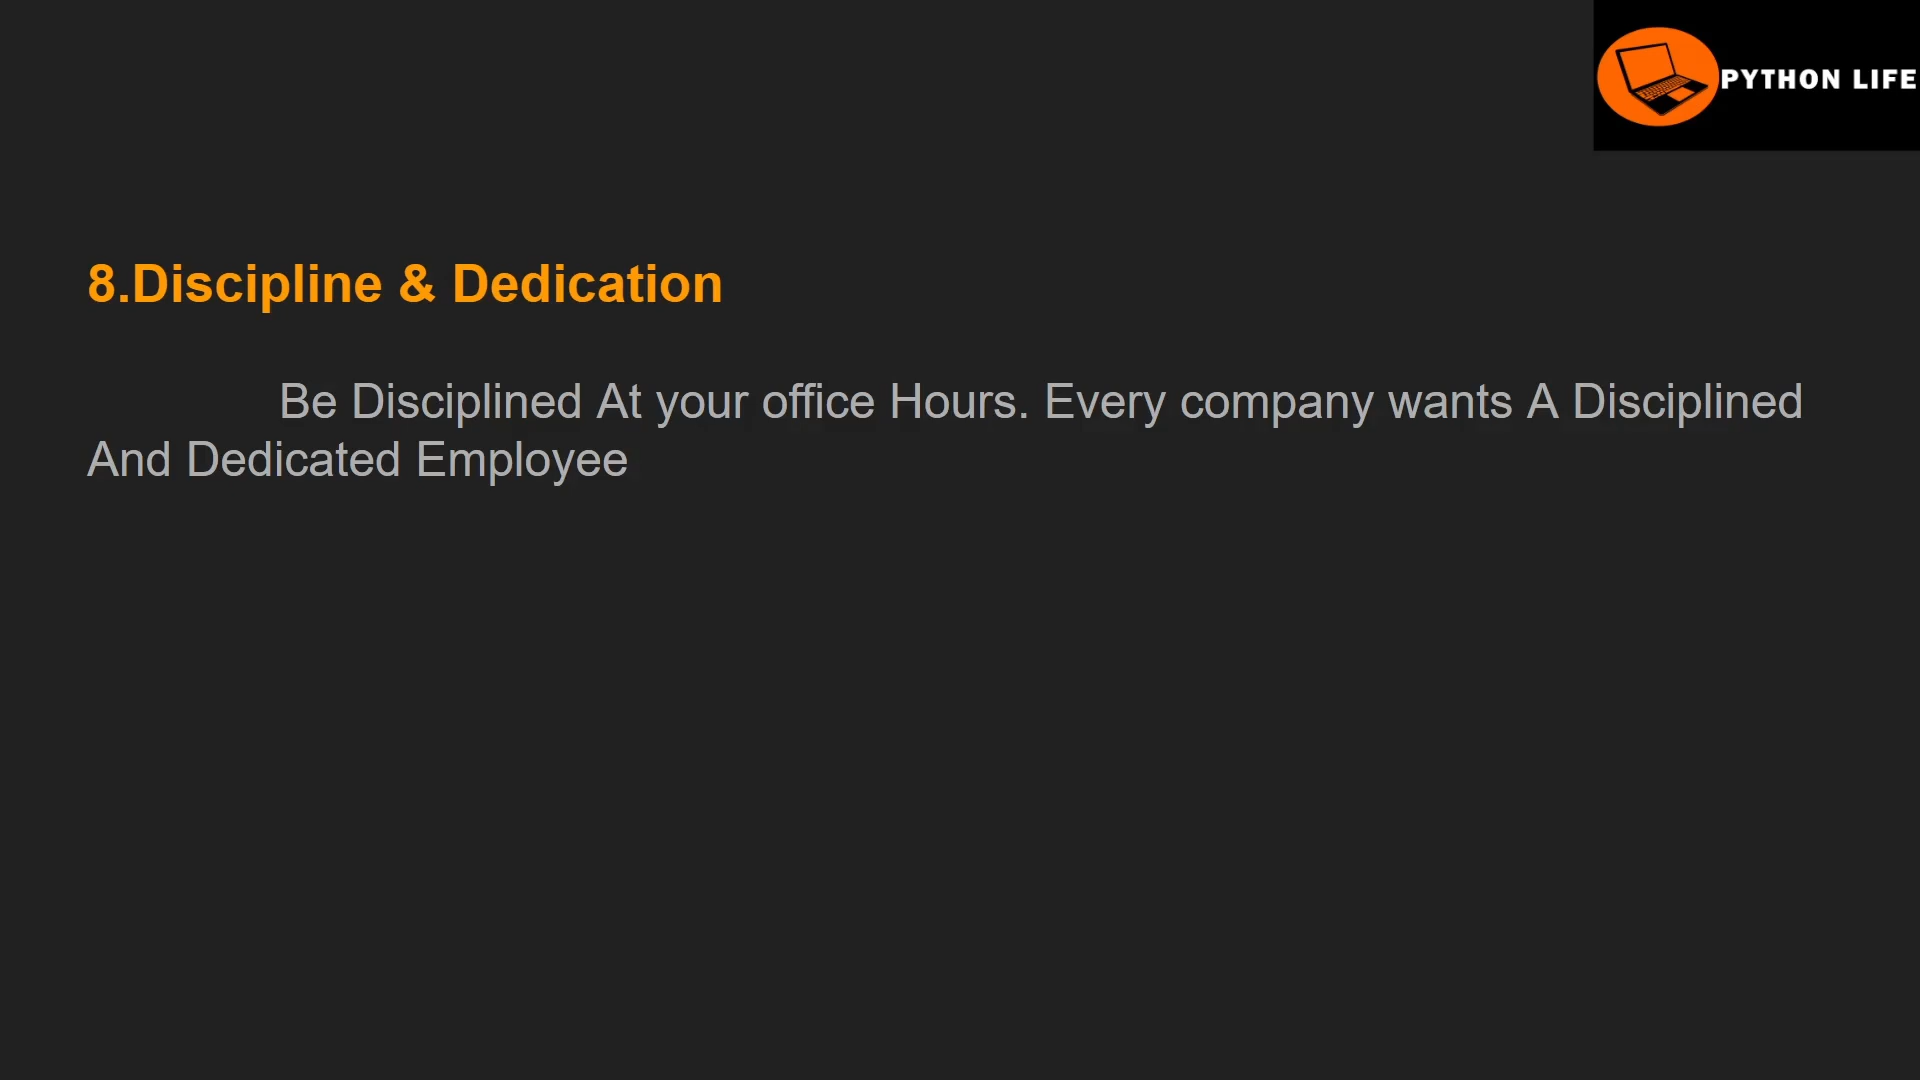 PYTHON LIFE
8.Discipline & Dedication
Be Disciplined At your office Hours. Every company wants A Disciplined
And Dedicated Employee